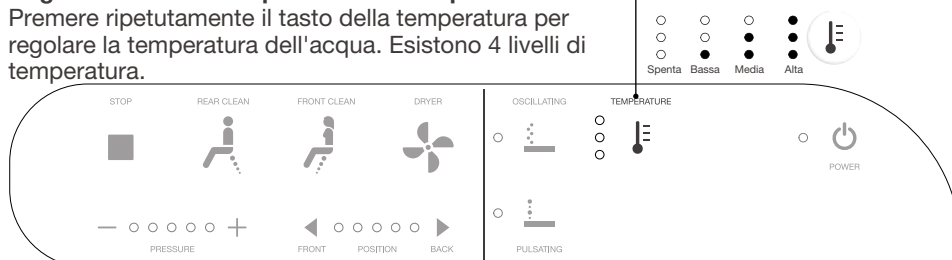 Premere ripetutamente il tasto della temperatura per
regolare la temperatura dell'acqua. Esistono 4 livelli di
temperatura.
Spenta Bassa Media Alta
STOP REAR CLEAN FRONT CLEAN DRYER OSCILLATING TEMPERATURE
POWER
PRESSURE FRONT POSITION BACK PULSATING